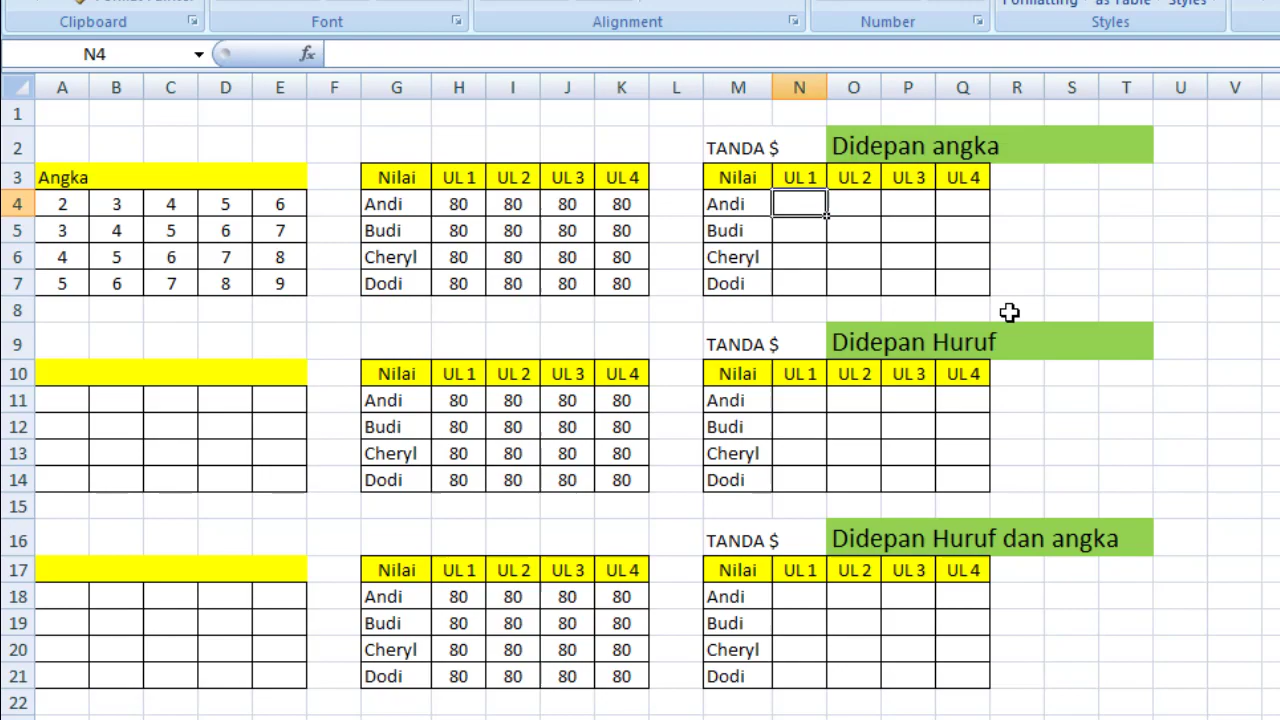 Clipboard Font Alignment Number Styles
N4 fx
A B C D E F G H I J K L M N O P Q R S T U V
1
2 TANDA $ Didepan angka
3 Angka Nilai UL 1 UL 2 UL 3 UL 4 Nilai UL 1 UL 2 UL 3 UL 4
4 2 3 4 5 6 Andi 80 80 80 80 Andi
5 3 4 5 6 7 Budi 80 80 80 80 Budi
6 4 5 6 7 8 Cheryl 80 80 80 80 Cheryl
7 5 6 7 8 9 Dodi 80 80 80 80 Dodi
8
9 TANDA $ Didepan Huruf
10 Nilai UL 1 UL 2 UL 3 UL 4 Nilai UL 1 UL 2 UL 3 UL 4
11 Andi 80 80 80 80 Andi
12 Budi 80 80 80 80 Budi
13 Cheryl 80 80 80 80 Cheryl
14 Dodi 80 80 80 80 Dodi
15
16 TANDA $ Didepan Huruf dan angka
17 Nilai UL 1 UL 2 UL 3 UL 4 Nilai UL 1 UL 2 UL 3 UL 4
18 Andi 80 80 80 80 Andi
19 Budi 80 80 80 80 Budi
20 Cheryl 80 80 80 80 Cheryl
21 Dodi 80 80 80 80 Dodi
22